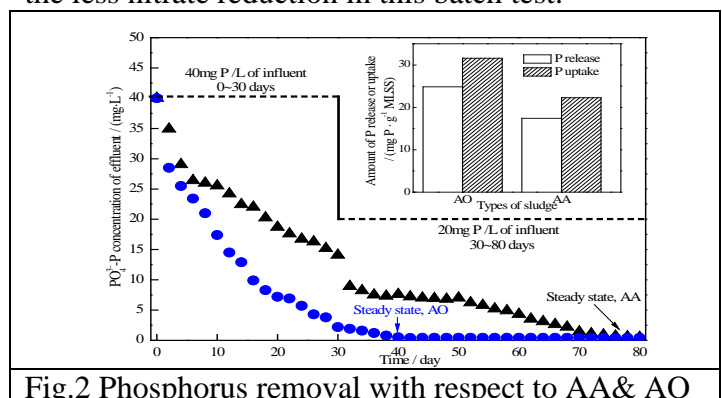 the less nitrate reduction in this batch test.
50
45
40
35
30
25
20
15
10
5
0
PO₄³⁻-P concentration of effluent / (mg·L⁻¹)
40mg P /L of influent
0~30 days
20mg P /L of influent
30~80 days
Steady state, AO
Steady state, AA
0 10 20 30 40 50 60 70 80
Time / day
Amount of P release or uptake
/ (mg P · g⁻¹ MLSS)
30
20
10
0
P release
P uptake
AO AA
Types of sludge
Fig.2 Phosphorus removal with respect to AA& AO